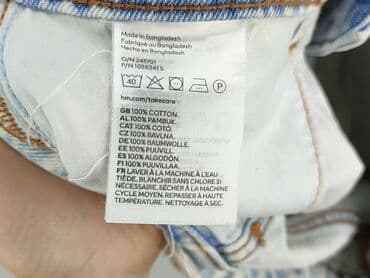 Made in Bangladesh
Fabriqué au Bangladesh
Hecho en Bangladesh
O/N 241701
P/N 1058341 S
40
P
hm.com/takecare
GB 100% COTTON.
AL 100% PAMBUK.
CAT 100% COTÓ.
CZ 100% BAVLNA.
DE 100% BAUMWOLLE.
EE 100% PUUVILL.
ES 100% ALGODÓN.
FI 100% PUUVILLAA.
FR LAVER À LA MACHINE À L'EAU
TIÈDE. BLANCHIMENT SANS CHLORE SI
NÉCESSAIRE. SÉCHER À LA MACHINE
CYCLE MOYEN. REPASSER À HAUTE
TEMPÉRATURE. NETTOYAGE À SEC.